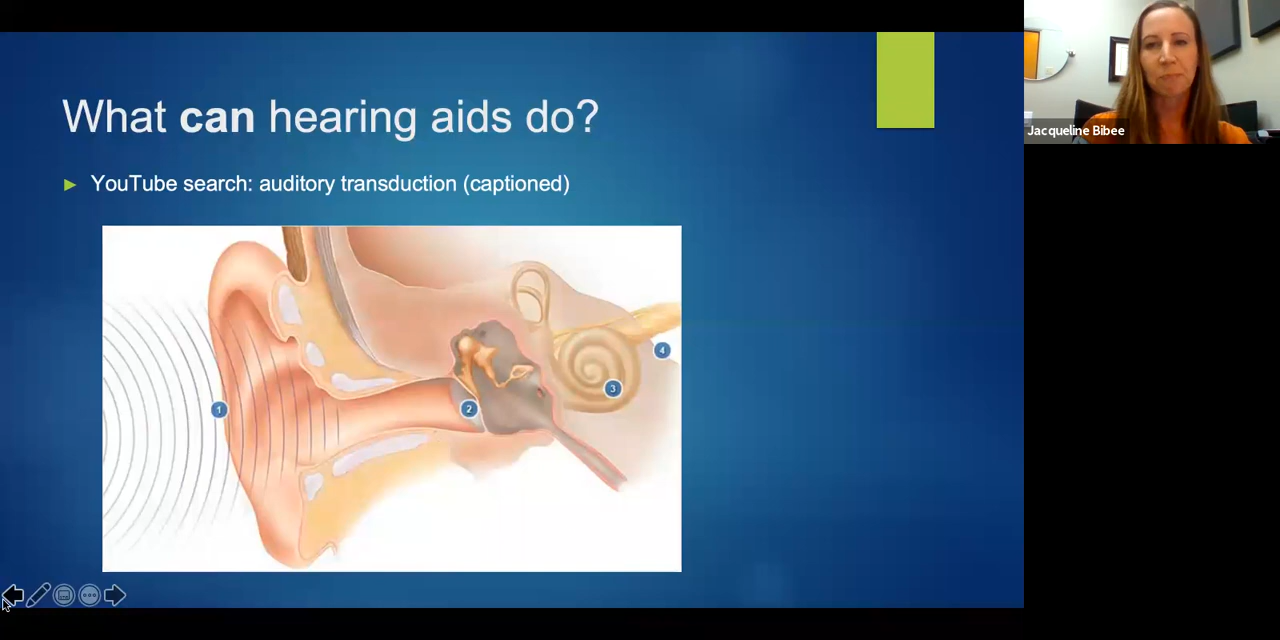 What can hearing aids do?
YouTube search: auditory transduction (captioned)
1
2
3
4
Jacqueline Bibee